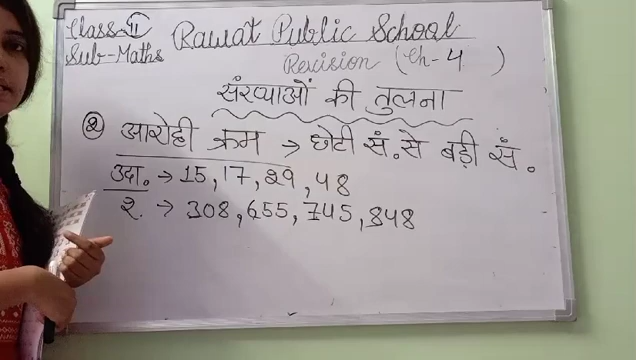 Class-II Rawat Public School
Sub-Maths Revision (Ch-4 )
संख्याओं की तुलना
② आरोही क्रम → छोटी सं. से बड़ी सं.
उदा. → 15, 17, 29, 48
२. → 308, 655, 745, 848